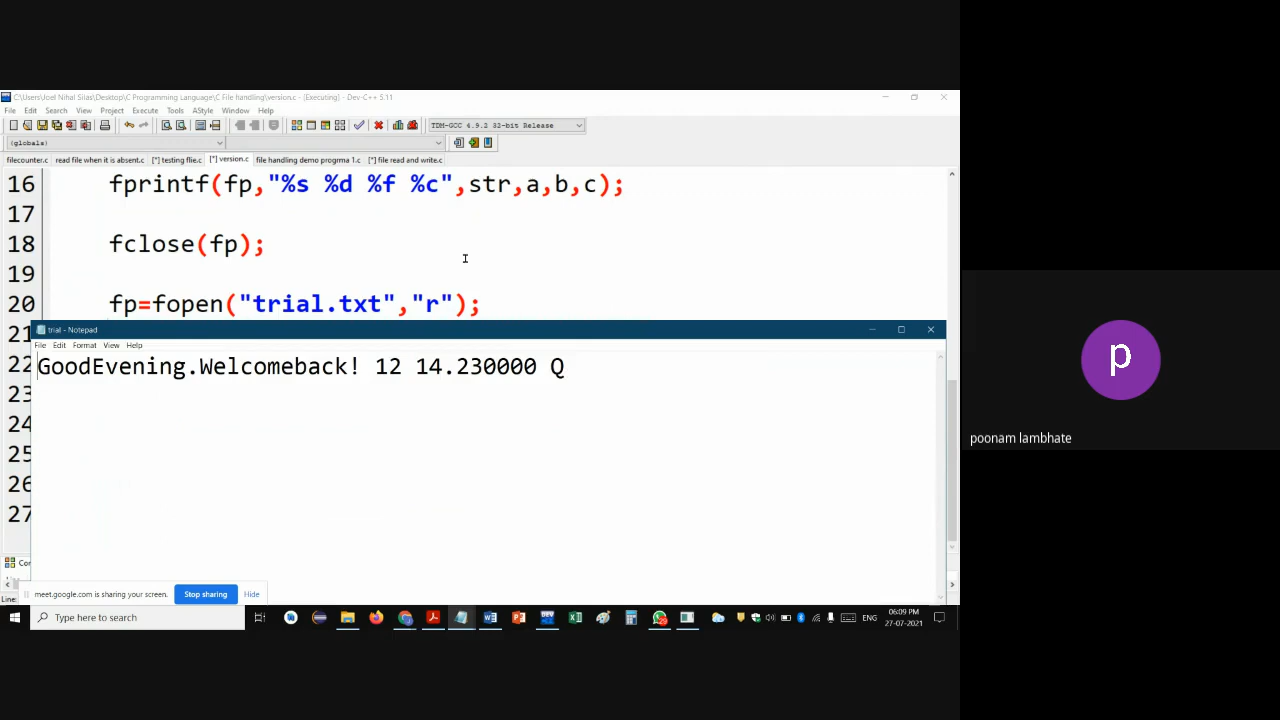 C:\Users\Joel Nihal Silas\Desktop\C Programming Language\C File handling\version.c - [Executing] - Dev-C++ 5.11
File Edit Search View Project Execute Tools AStyle Window Help
TDM-GCC 4.9.2 32-bit Release
(globals)
filecounter.c read file when it is absent.c [*] testing flie.c [*] version.c file handling demo progrma 1.c [*] file read and write.c
16 fprintf(fp,"%s %d %f %c",str,a,b,c);
17
18 fclose(fp);
19
20 fp=fopen("trial.txt","r");
21
trial - Notepad
File Edit Format View Help
22
GoodEvening.Welcomeback! 12 14.230000 Q
23
24
25
26
27
Cor
meet.google.com is sharing your screen. Stop sharing Hide
Line:
Type here to search
ENG
06:09 PM
27-07-2021
p
poonam lambhate